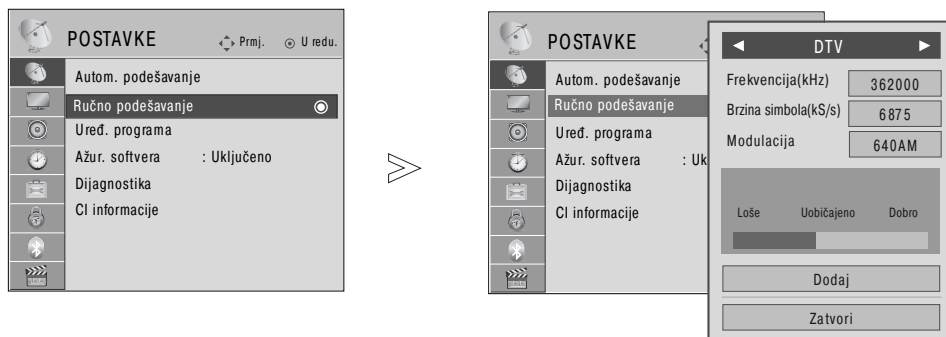 POSTAVKE
Prmj. U redu.
Autom. podešavanje
Ručno podešavanje
Uređ. programa
Ažur. softvera : Uključeno
Dijagnostika
CI informacije
POSTAVKE
Autom. podešavanje
Ručno podešavanje
Uređ. programa
Ažur. softvera : Uk
Dijagnostika
CI informacije
DTV
Frekvencija(kHz) 362000
Brzina simbola(kS/s) 6875
Modulacija 640AM
Loše Uobičajeno Dobro
Dodaj
Zatvori